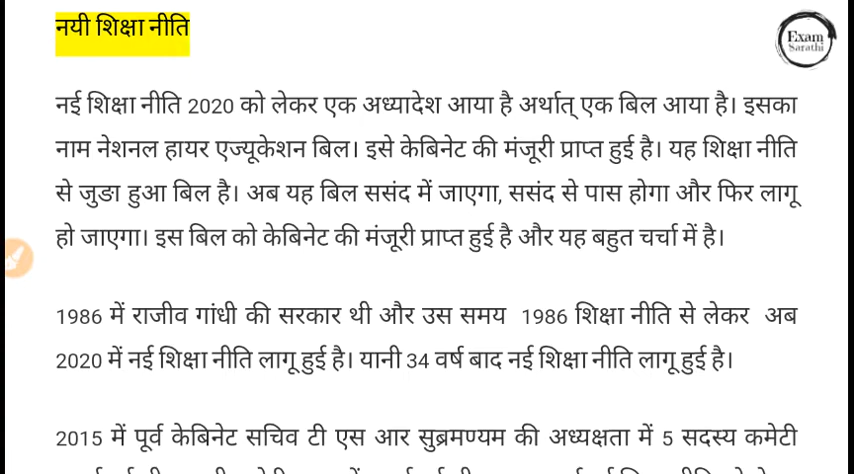 नयी शिक्षा नीति
Exam
Sarathi
नई शिक्षा नीति 2020 को लेकर एक अध्यादेश आया है अर्थात् एक बिल आया है। इसका
नाम नेशनल हायर एज्यूकेशन बिल। इसे केबिनेट की मंजूरी प्राप्त हुई है। यह शिक्षा नीति
से जुङा हुआ बिल है। अब यह बिल ससंद में जाएगा, ससंद से पास होगा और फिर लागू
हो जाएगा। इस बिल को केबिनेट की मंजूरी प्राप्त हुई है और यह बहुत चर्चा में है।
1986 में राजीव गांधी की सरकार थी और उस समय 1986 शिक्षा नीति से लेकर अब
2020 में नई शिक्षा नीति लागू हुई है। यानी 34 वर्ष बाद नई शिक्षा नीति लागू हुई है।
2015 में पूर्व केबिनेट सचिव टी एस आर सुब्रमण्यम की अध्यक्षता में 5 सदस्य कमेटी